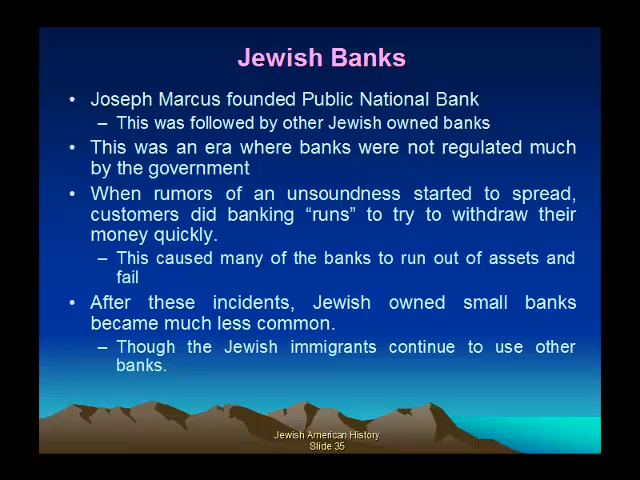 Jewish Banks
• Joseph Marcus founded Public National Bank
– This was followed by other Jewish owned banks
• This was an era where banks were not regulated much
by the government
• When rumors of an unsoundness started to spread,
customers did banking “runs” to try to withdraw their
money quickly.
– This caused many of the banks to run out of assets and
fail
• After these incidents, Jewish owned small banks
became much less common.
– Though the Jewish immigrants continue to use other
banks.
Jewish American History
Slide 35